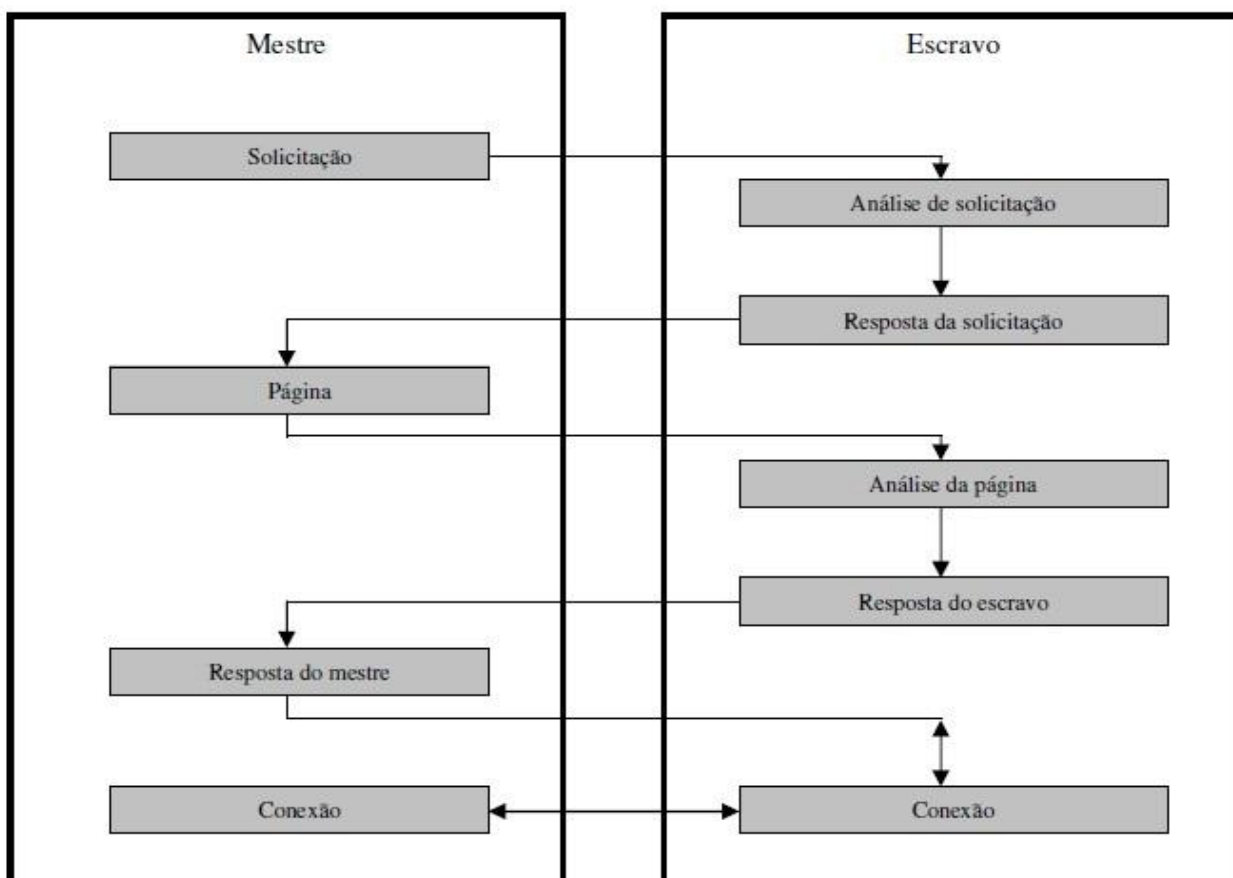 Mestre
Escravo
Solicitação
Análise de solicitação
Resposta da solicitação
Página
Análise da página
Resposta do escravo
Resposta do mestre
Conexão
Conexão